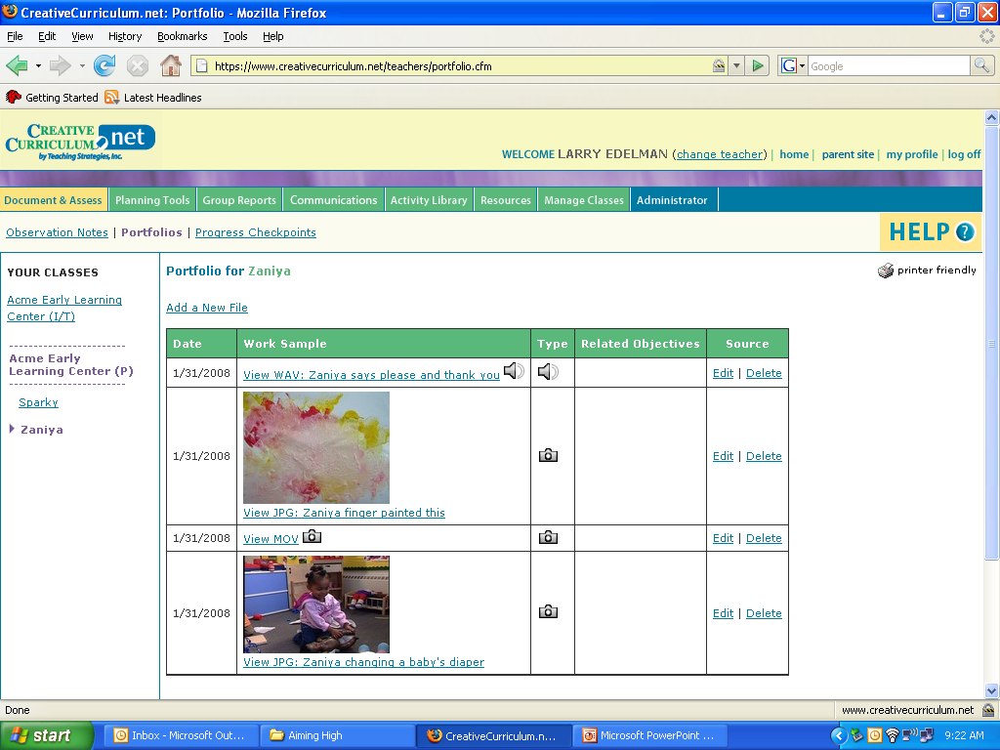 CreativeCurriculum.net: Portfolio - Mozilla Firefox
File Edit View History Bookmarks Tools Help
https://www.creativecurriculum.net/teachers/portfolio.cfm
G Google
Getting Started Latest Headlines
CREATIVE CURRICULUM.net
by Teaching Strategies, Inc.
WELCOME LARRY EDELMAN (change teacher) | home | parent site | my profile | log off
Document & Assess Planning Tools Group Reports Communications Activity Library Resources Manage Classes Administrator
Observation Notes | Portfolios | Progress Checkpoints
HELP ?
YOUR CLASSES
Acme Early Learning
Center (I/T)
Acme Early
Learning Center (P)
Sparky
Zaniya
Portfolio for Zaniya
printer friendly
Add a New File
Date Work Sample Type Related Objectives Source
1/31/2008 View WAV: Zaniya says please and thank you Edit | Delete
1/31/2008 Edit | Delete
View JPG: Zaniya finger painted this
1/31/2008 View MOV Edit | Delete
1/31/2008 Edit | Delete
View JPG: Zaniya changing a baby's diaper
Done
www.creativecurriculum.net
start Inbox - Microsoft Out... Aiming High CreativeCurriculum.n... Microsoft PowerPoint ... 9:22 AM